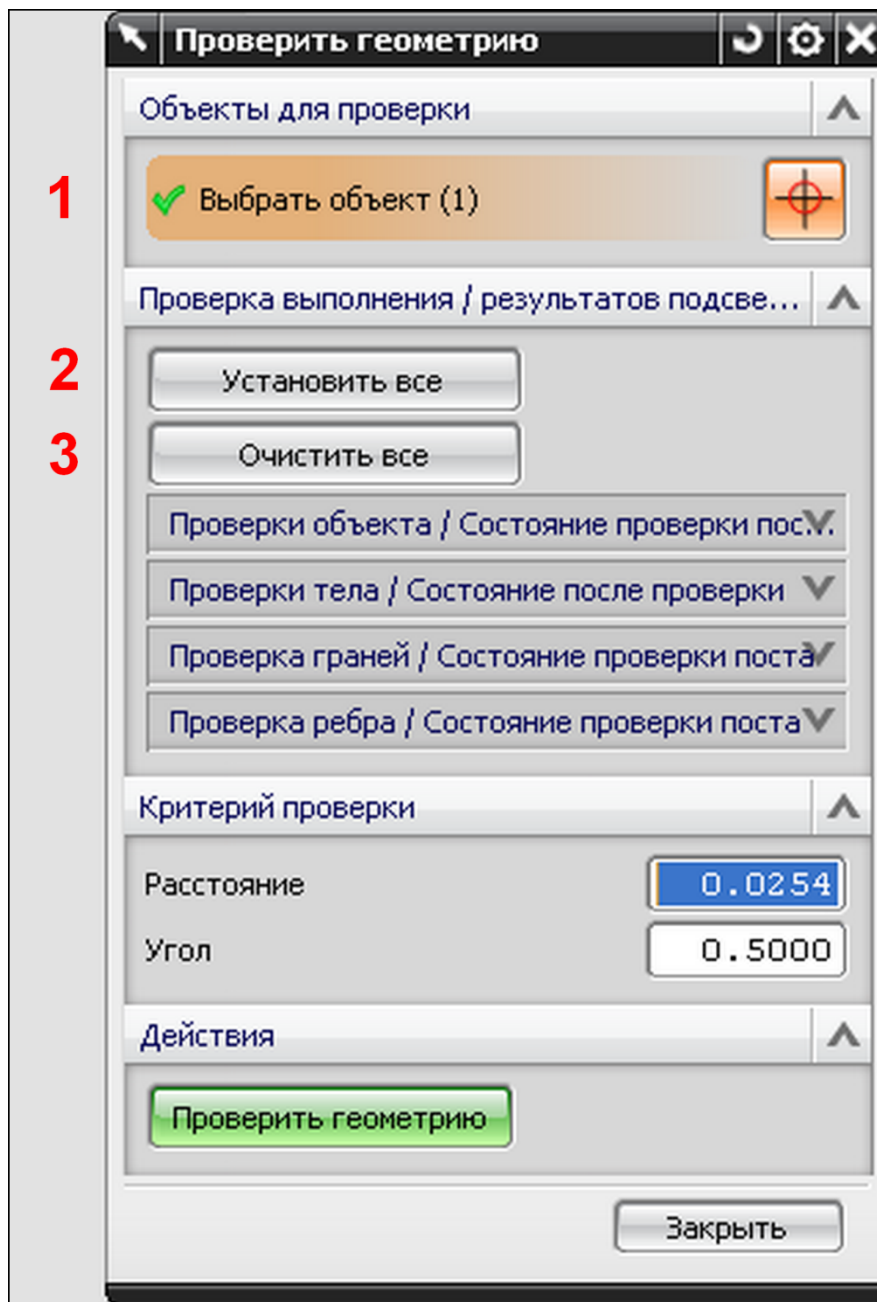 Проверить геометрию
Объекты для проверки
1
Выбрать объект (1)
Проверка выполнения / результатов подсве...
2
Установить все
3
Очистить все
Проверки объекта / Состояние проверки пос...
Проверки тела / Состояние после проверки
Проверка граней / Состояние проверки поста
Проверка ребра / Состояние проверки поста
Критерий проверки
Расстояние 0.0254
Угол 0.5000
Действия
Проверить геометрию
Закрыть